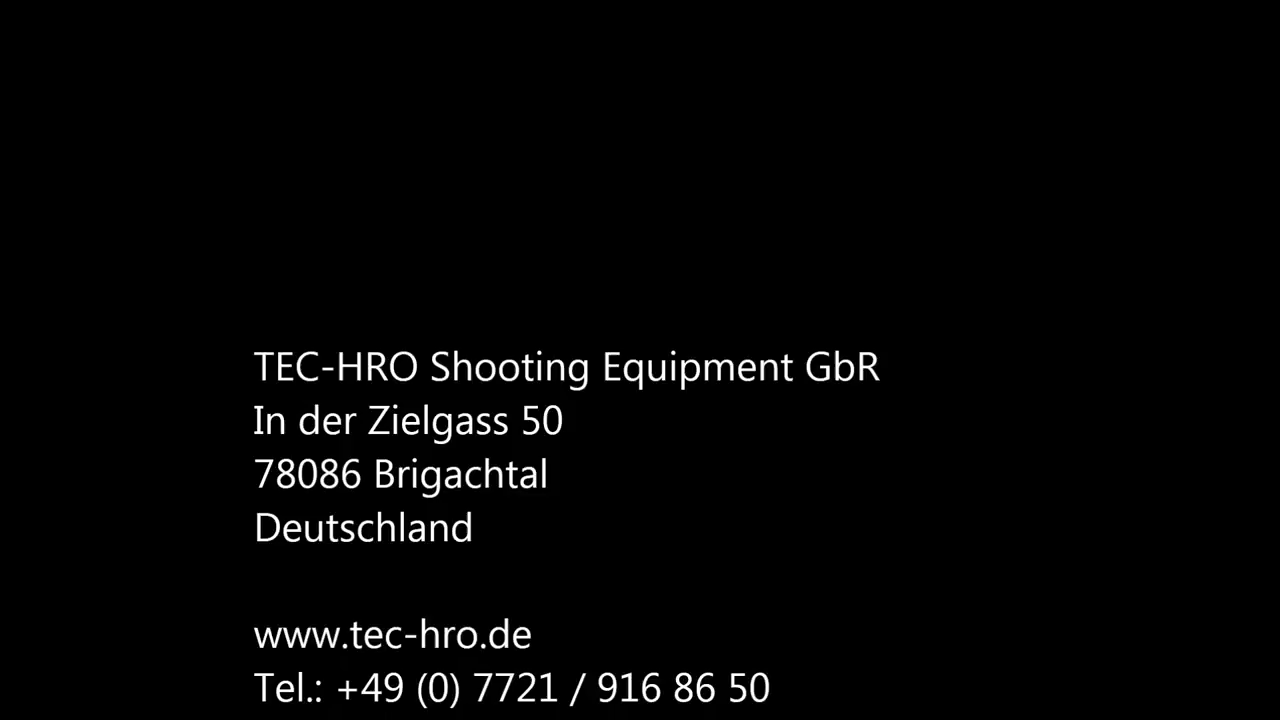 TEC-HRO Shooting Equipment GbR
In der Zielgass 50
78086 Brigachtal
Deutschland
www.tec-hro.de
Tel.: +49 (0) 7721 / 916 86 50